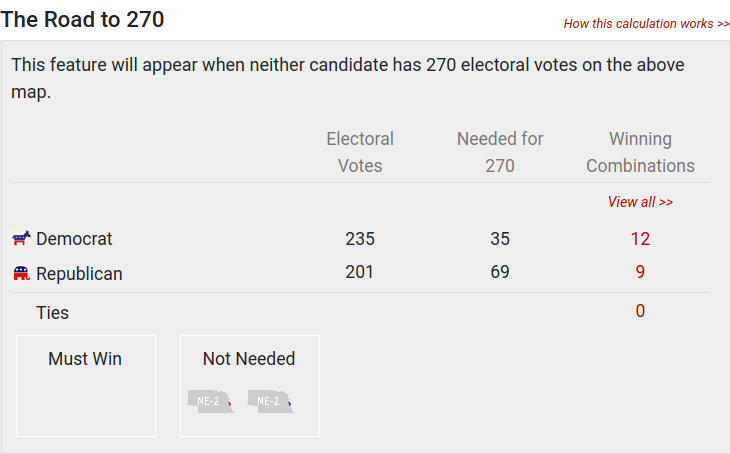 The Road to 270
How this calculation works >>
This feature will appear when neither candidate has 270 electoral votes on the above
map.
Electoral Needed for Winning
Votes 270 Combinations
View all >>
Democrat 235 35 12
Republican 201 69 9
Ties 0
Must Win Not Needed
NE-2 NE-2